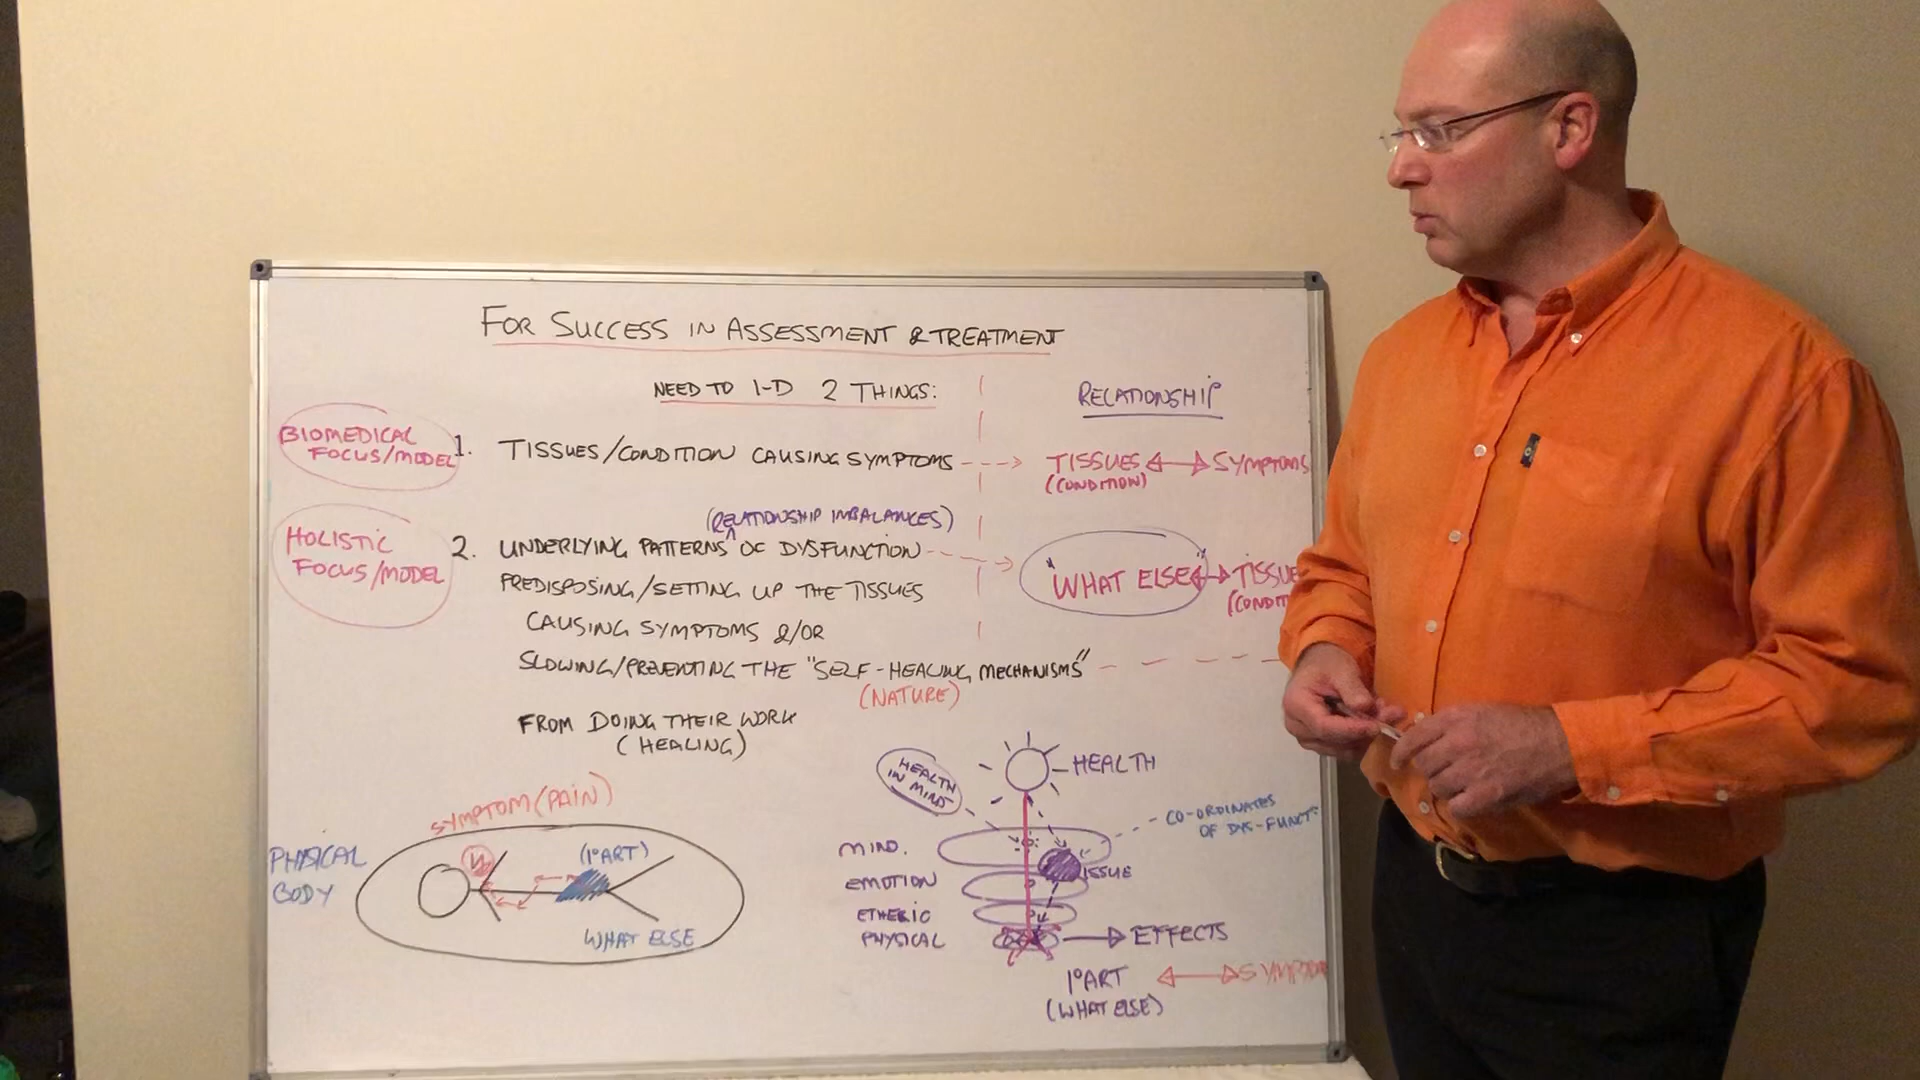 FOR SUCCESS IN ASSESSMENT & TREATMENT
NEED TO I-D 2 THINGS:
RELATIONSHIP
BIOMEDICAL
FOCUS/MODEL
1. TISSUES/CONDITION CAUSING SYMPTOMS
TISSUES SYMPTOMS
(CONDITION)
(RELATIONSHIP IMBALANCES)
HOLISTIC
FOCUS/MODEL
2. UNDERLYING PATTERNS OF DYSFUNCTION
"WHAT ELSE" TISSUE
(CONDIT
PREDISPOSING/SETTING UP THE TISSUES
CAUSING SYMPTOMS &/OR
SLOWING/PREVENTING THE "SELF-HEALING MECHANISMS"
(NATURE)
FROM DOING THEIR WORK
(HEALING)
SYMPTOM (PAIN)
PHYSICAL
BODY
(1°ART)
WHAT ELSE
HEALTH
IN MIND
HEALTH
CO-ORDINATES
OF DYS-FUNCT
MIND.
EMOTION
ISSUE
ETHERIC
PHYSICAL
EFFECTS
1°ART SYMPTOM
(WHAT ELSE)